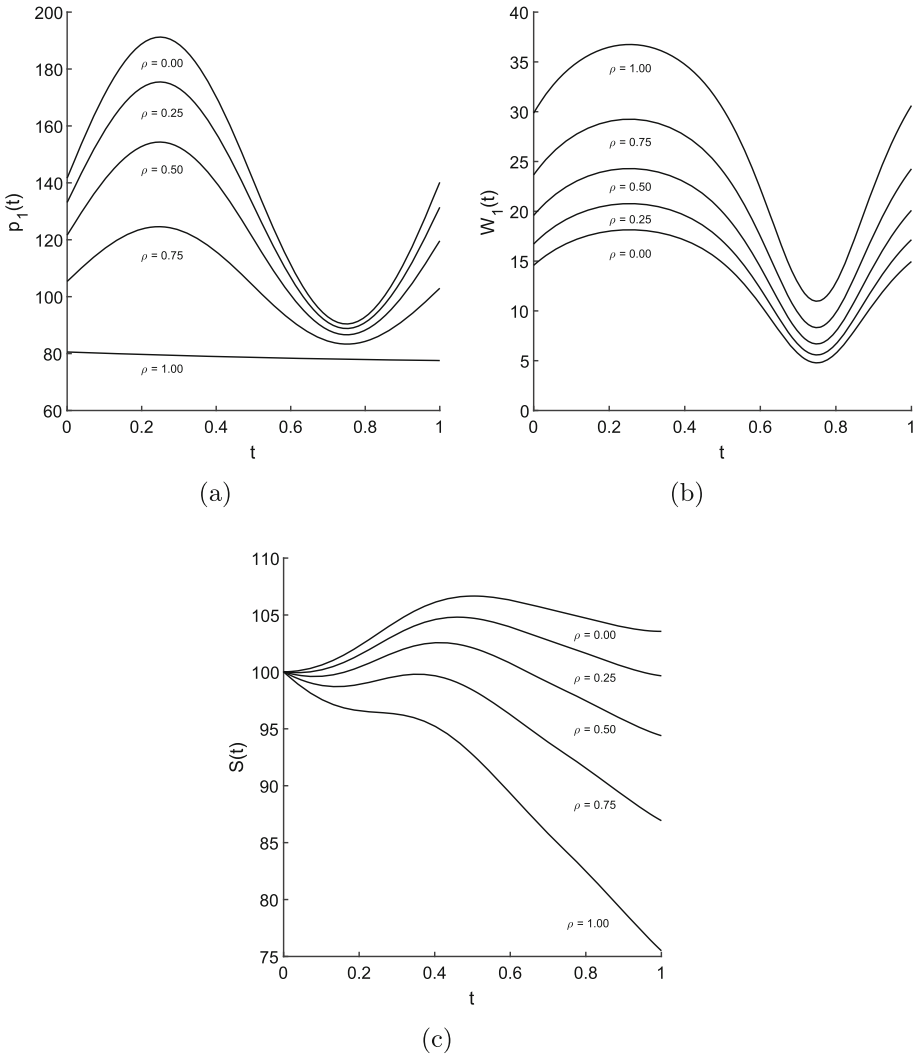 200
180
160
140
120
100
80
60
p₁(t)
ρ = 0.00
ρ = 0.25
ρ = 0.50
ρ = 0.75
ρ = 1.00
0 0.2 0.4 0.6 0.8 1
t
(a)
40
35
30
25
20
15
10
5
0
W₁(t)
ρ = 1.00
ρ = 0.75
ρ = 0.50
ρ = 0.25
ρ = 0.00
0 0.2 0.4 0.6 0.8 1
t
(b)
110
105
100
95
90
85
80
75
S(t)
ρ = 0.00
ρ = 0.25
ρ = 0.50
ρ = 0.75
ρ = 1.00
0 0.2 0.4 0.6 0.8 1
t
(c)